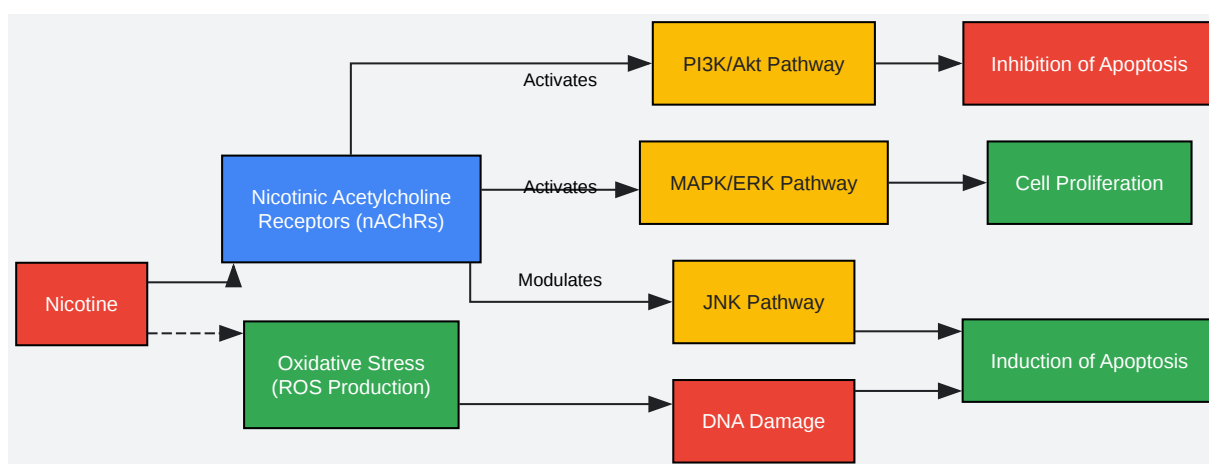 PI3K/Akt Pathway
Inhibition of Apoptosis
Activates
Nicotinic Acetylcholine
Receptors (nAChRs)
Activates
MAPK/ERK Pathway
Cell Proliferation
Nicotine
Modulates
JNK Pathway
Oxidative Stress
(ROS Production)
Induction of Apoptosis
DNA Damage